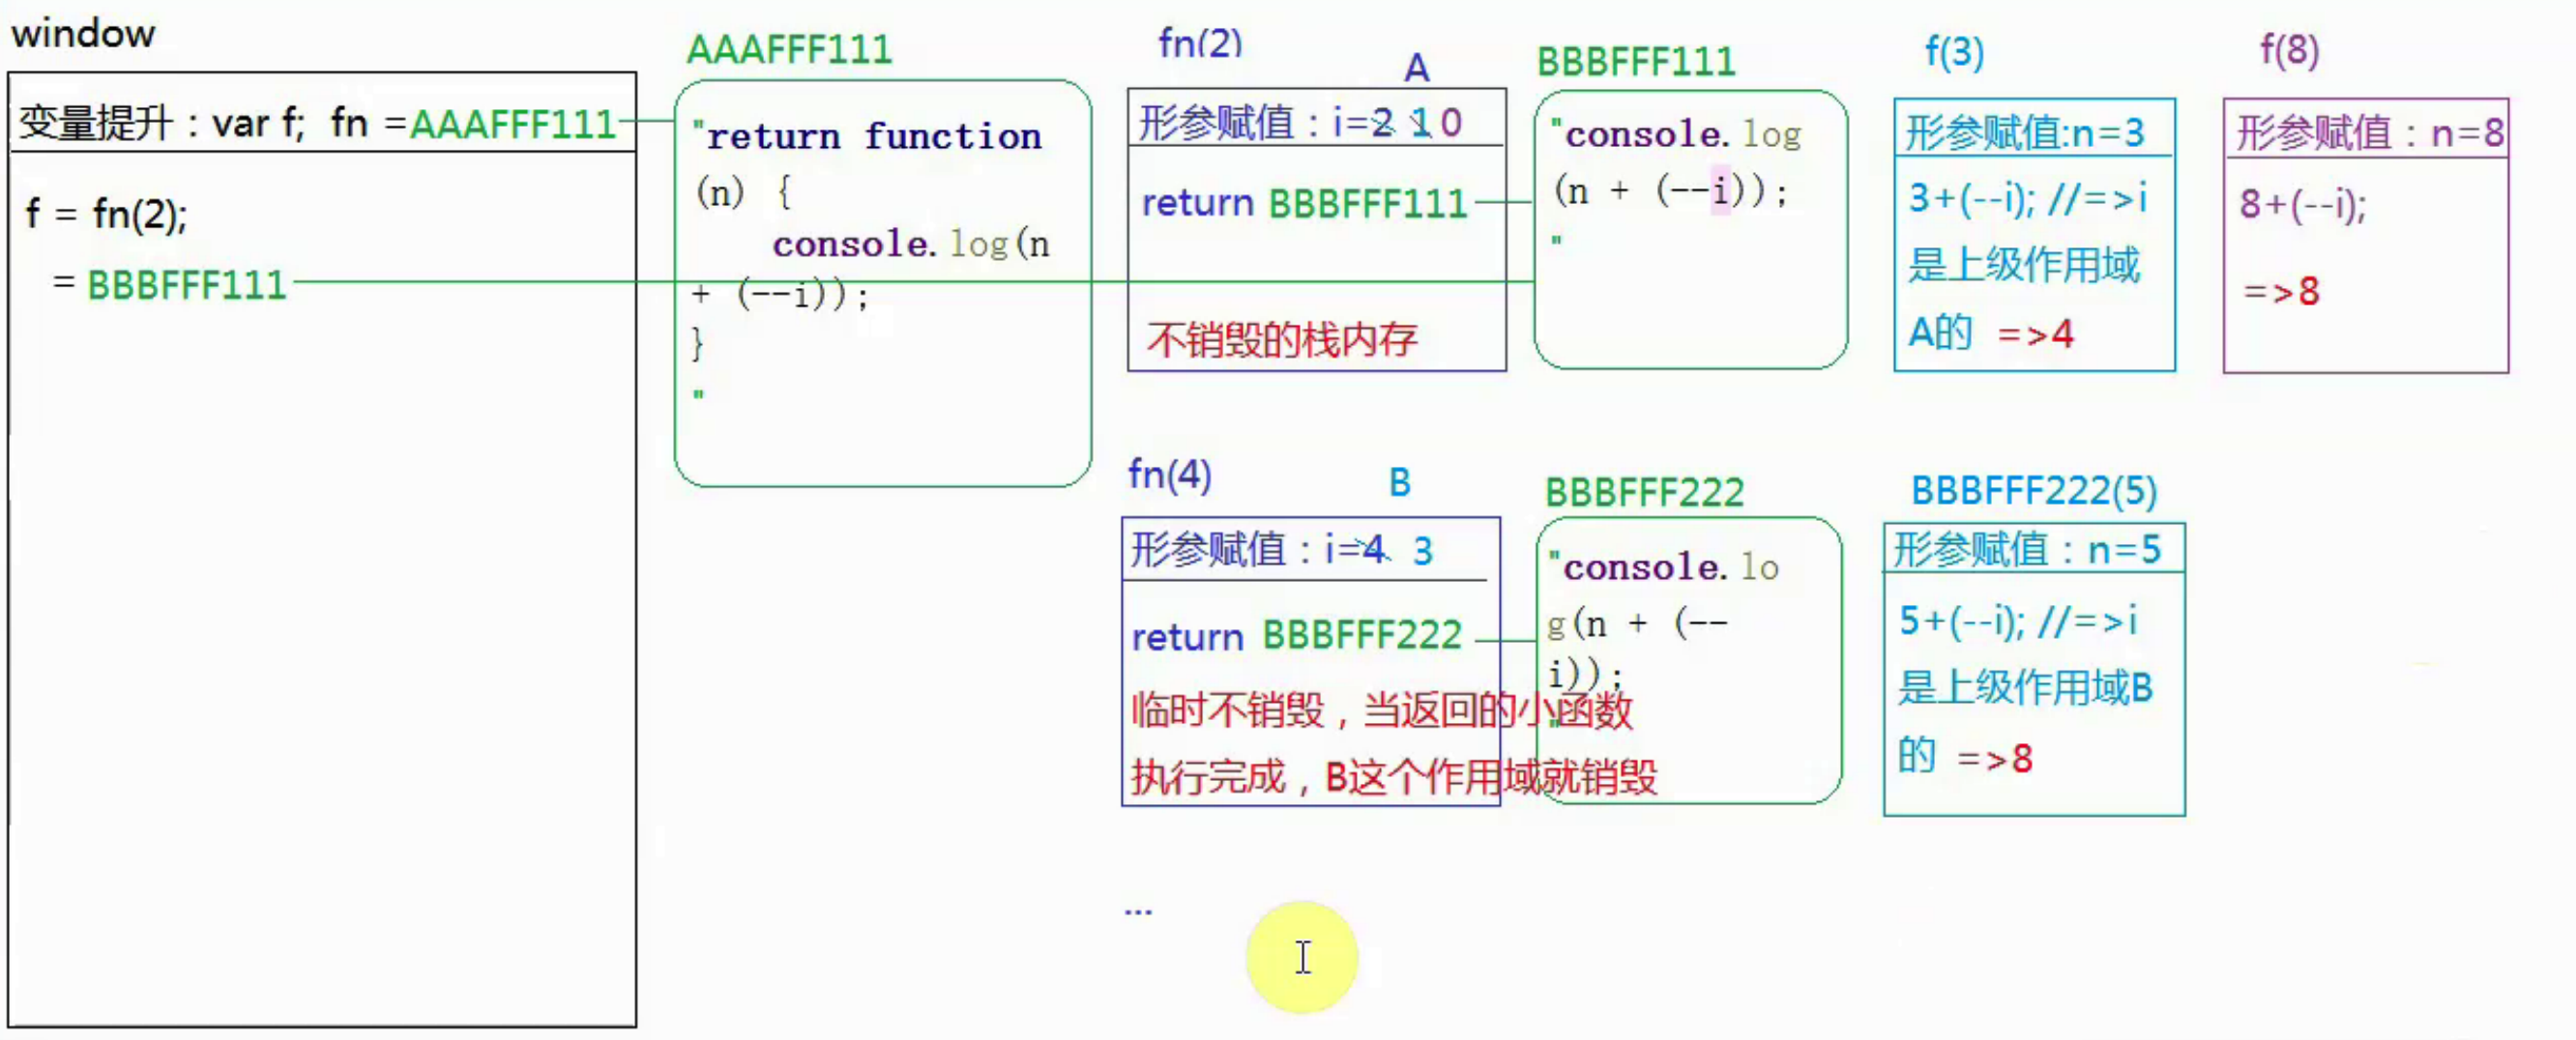 window
变量提升：var f; fn =AAAFFF111
f = fn(2);
= BBBFFF111
AAAFFF111
"return function
(n) {
console.log(n
+ (--i));
}
"
fn(2)
A
形参赋值：i=2 1 0
return BBBFFF111
不销毁的栈内存
BBBFFF111
"console.log
(n + (--i));
"
f(3)
形参赋值:n=3
3+(--i); //=>i
是上级作用域
A的 =>4
f(8)
形参赋值：n=8
8+(--i);
=>8
fn(4)
B
形参赋值：i=4 3
return BBBFFF222
临时不销毁，当返回的小函数
执行完成，B这个作用域就销毁
BBBFFF222
"console.lo
g(n + (--
i));
"
BBBFFF222(5)
形参赋值：n=5
5+(--i); //=>i
是上级作用域B
的 =>8
...